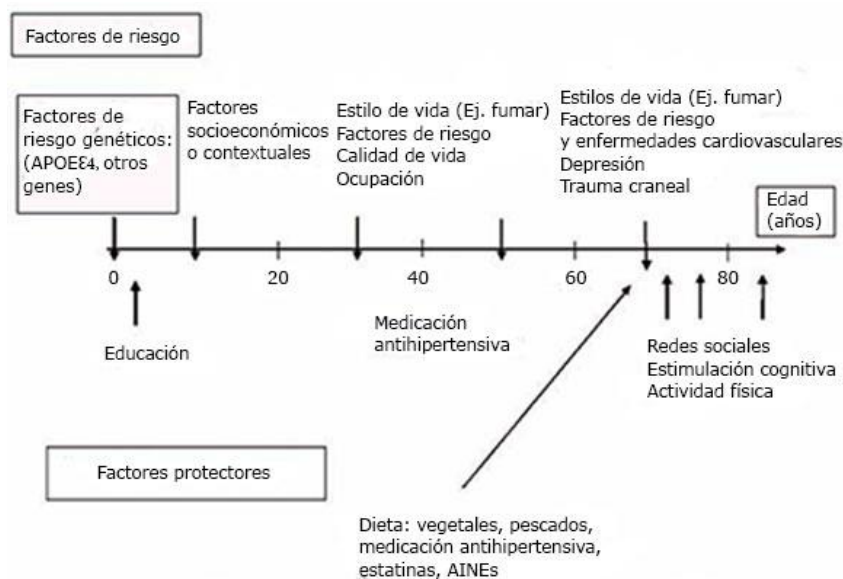 Factores de riesgo
Factores de
riesgo généticos:
(APOEε4, otros
genes)
Factores
socioeconómicos
o contextuales
Estilo de vida (Ej. fumar)
Factores de riesgo
Calidad de vida
Ocupación
Estilos de vida (Ej. fumar)
Factores de riesgo
y enfermedades cardiovasculares
Depresión
Trauma craneal
Edad
(años)
0
20
40
60
80
Educación
Medicación
antihipertensiva
Redes sociales
Estimulación cognitiva
Actividad física
Factores protectores
Dieta: vegetales, pescados,
medicación antihipertensiva,
estatinas, AINEs